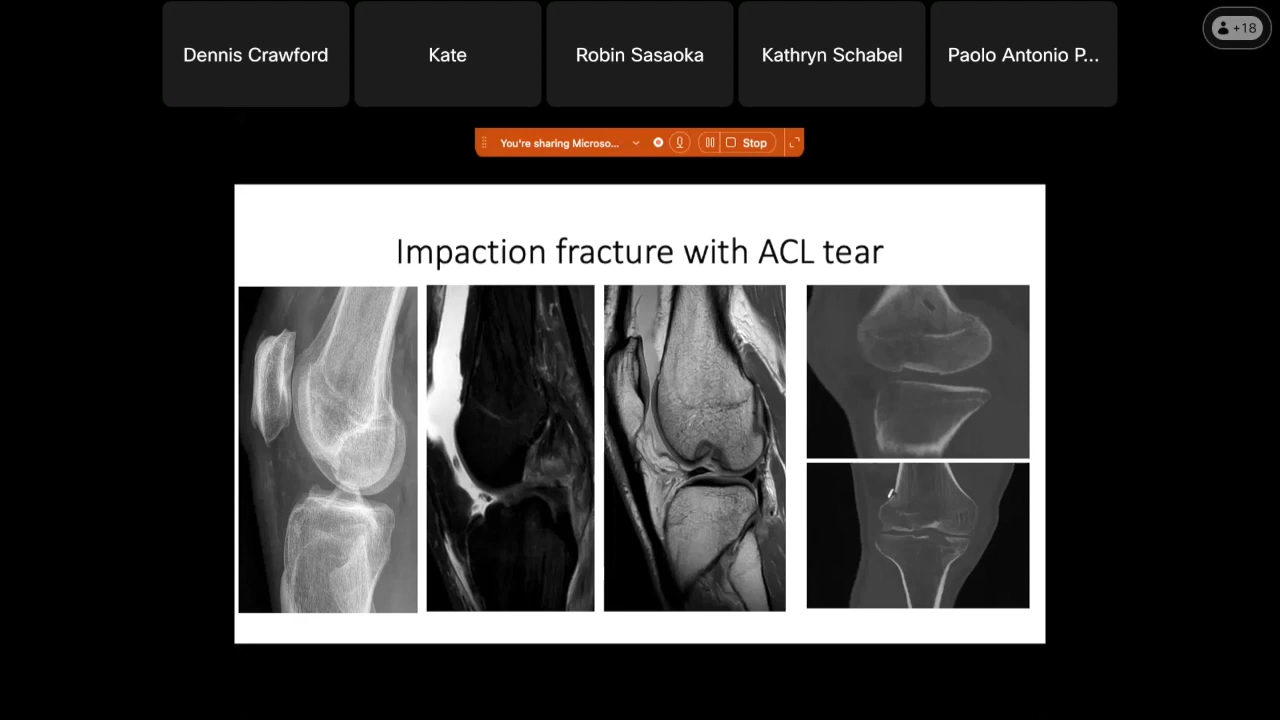 Dennis Crawford
Kate
Robin Sasaoka
Kathryn Schabel
Paolo Antonio P...
+18
You're sharing Microso...
Stop
Impaction fracture with ACL tear